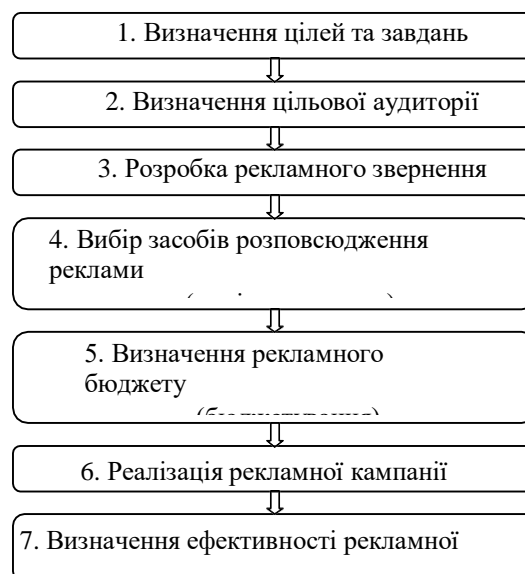 1. Визначення цілей та завдань
2. Визначення цільової аудиторії
3. Розробка рекламного звернення
4. Вибір засобів розповсюдження
реклами
5. Визначення рекламного
бюджету
(бюджетування)
6. Реалізація рекламної кампанії
7. Визначення ефективності рекламної